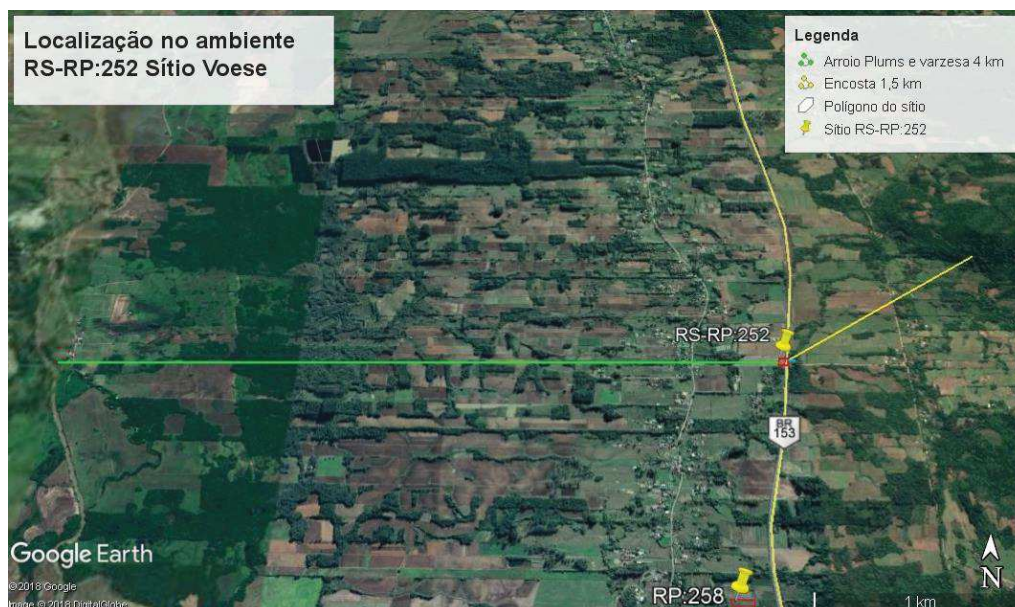 Localização no ambiente
RS-RP:252 Sítio Voese
Legenda
Arroio Plums e varzesa 4 km
Encosta 1,5 km
Polígono do sítio
Sítio RS-RP:252
RS-RP:252
BR
153
Google Earth
©2018 Google
Image © 2018 DigitalGlobe
RP:258
1 km
N